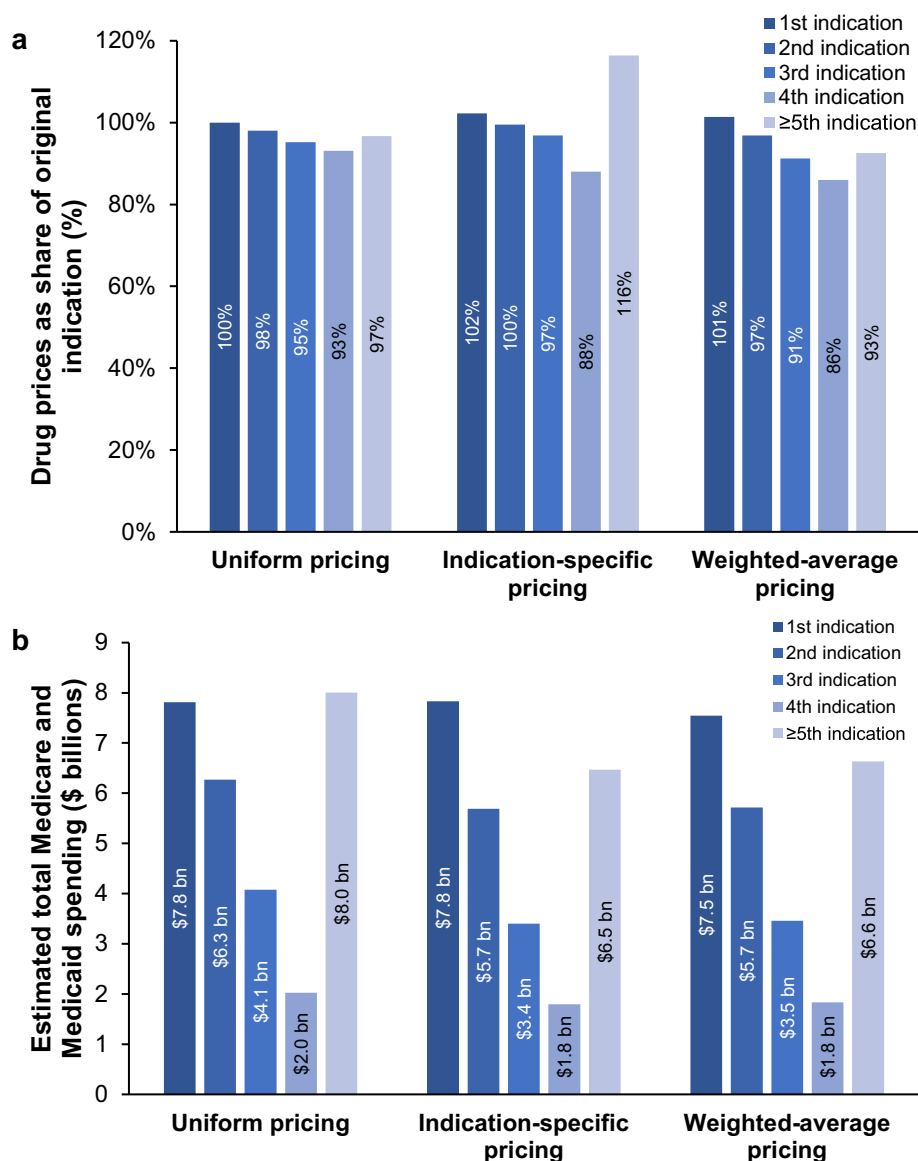 a
Drug prices as share of original
indication (%)
120%
100%
80%
60%
40%
20%
0%
1st indication
2nd indication
3rd indication
4th indication
≥5th indication
100%
98%
95%
93%
97%
102%
100%
97%
88%
116%
101%
97%
91%
86%
93%
Uniform pricing
Indication-specific
pricing
Weighted-average
pricing
b
Estimated total Medicare and
Medicaid spending ($ billions)
9
8
7
6
5
4
3
2
1
0
1st indication
2nd indication
3rd indication
4th indication
≥5th indication
$7.8 bn
$6.3 bn
$4.1 bn
$2.0 bn
$8.0 bn
$7.8 bn
$5.7 bn
$3.4 bn
$1.8 bn
$6.5 bn
$7.5 bn
$5.7 bn
$3.5 bn
$1.8 bn
$6.6 bn
Uniform pricing
Indication-specific
pricing
Weighted-average
pricing